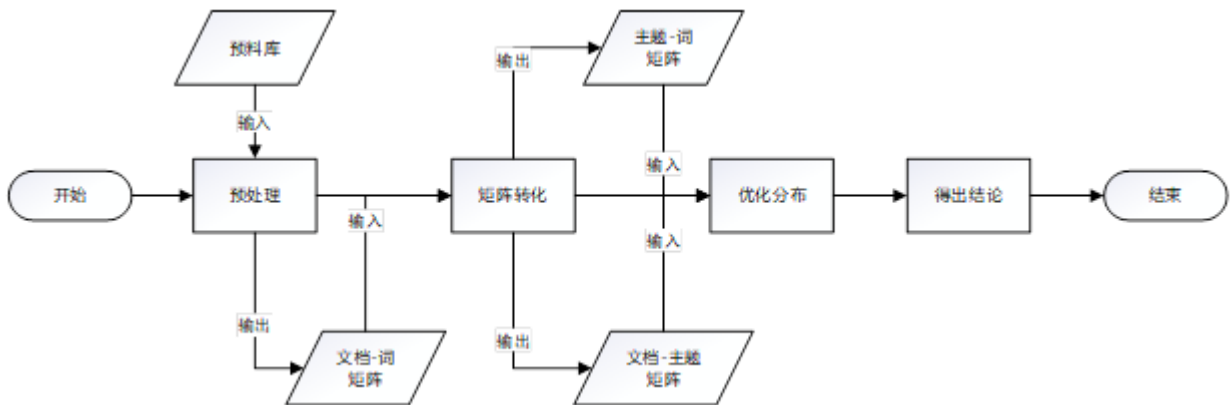 预料库
主题-词
矩阵
输出
输入
输入
开始
预处理
矩阵转化
优化分布
得出结论
结束
输入
输入
输出
输出
文档-词
矩阵
文档-主题
矩阵